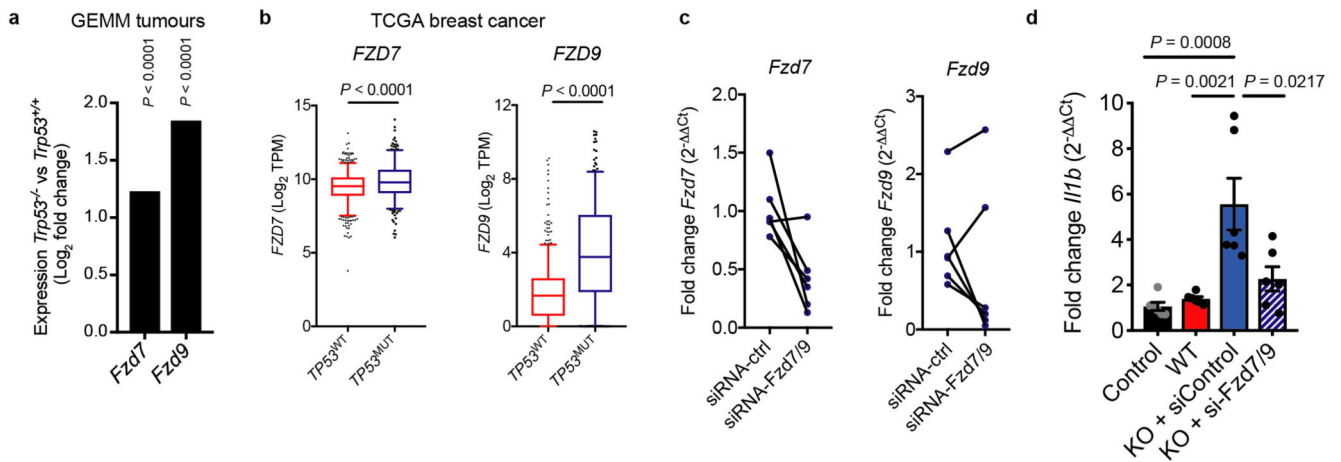 a
GEMM tumours
P < 0.0001
P < 0.0001
Expression Trp53-/- vs Trp53+/+
(Log2 fold change)
2.0
1.5
1.0
0.5
0.0
Fzd7
Fzd9
b
TCGA breast cancer
FZD7
P < 0.0001
FZD7 (Log2 TPM)
15
10
5
0
TP53WT
TP53MUT
FZD9
P < 0.0001
FZD9 (Log2 TPM)
12
8
4
0
TP53WT
TP53MUT
c
Fzd7
Fold change Fzd7 (2-ΔΔCt)
2.0
1.5
1.0
0.5
0.0
siRNA-ctrl
siRNA-Fzd7/9
Fzd9
Fold change Fzd9 (2-ΔΔCt)
3
2
1
0
siRNA-ctrl
siRNA-Fzd7/9
d
P = 0.0008
P = 0.0021
P = 0.0217
Fold change Il1b (2-ΔΔCt)
10
8
6
4
2
0
Control
WT
KO + siControl
KO + si-Fzd7/9